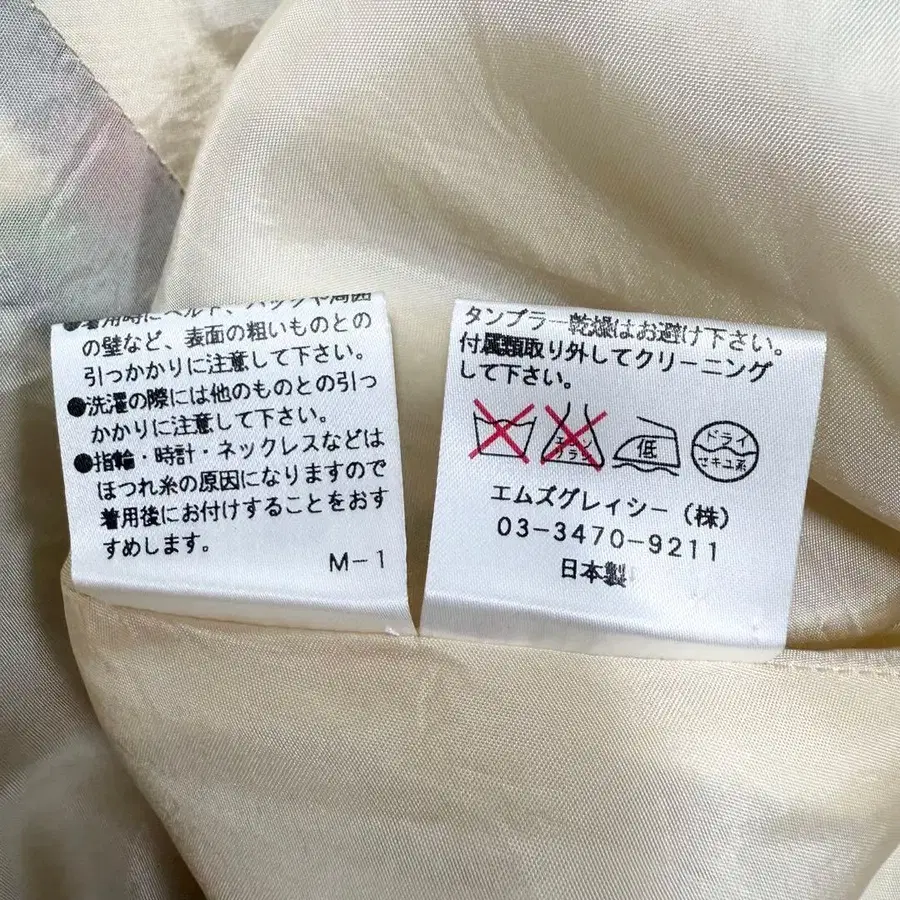 ●着用時にベルト、バッグや周囲
の壁など、表面の粗いものとの
引っかかりに注意して下さい。
●洗濯の際には他のものとの引っ
かかりに注意して下さい。
●指輪・時計・ネックレスなどは
ほつれ糸の原因になりますので
着用後にお付けすることをおす
すめします。
M-1
タンブラー乾燥はお避け下さい。
付属類取り外してクリーニング
して下さい。
エンソ
サラシ
低
ドライ
セキユ系
エムズグレイシー(株)
03-3470-9211
日本製